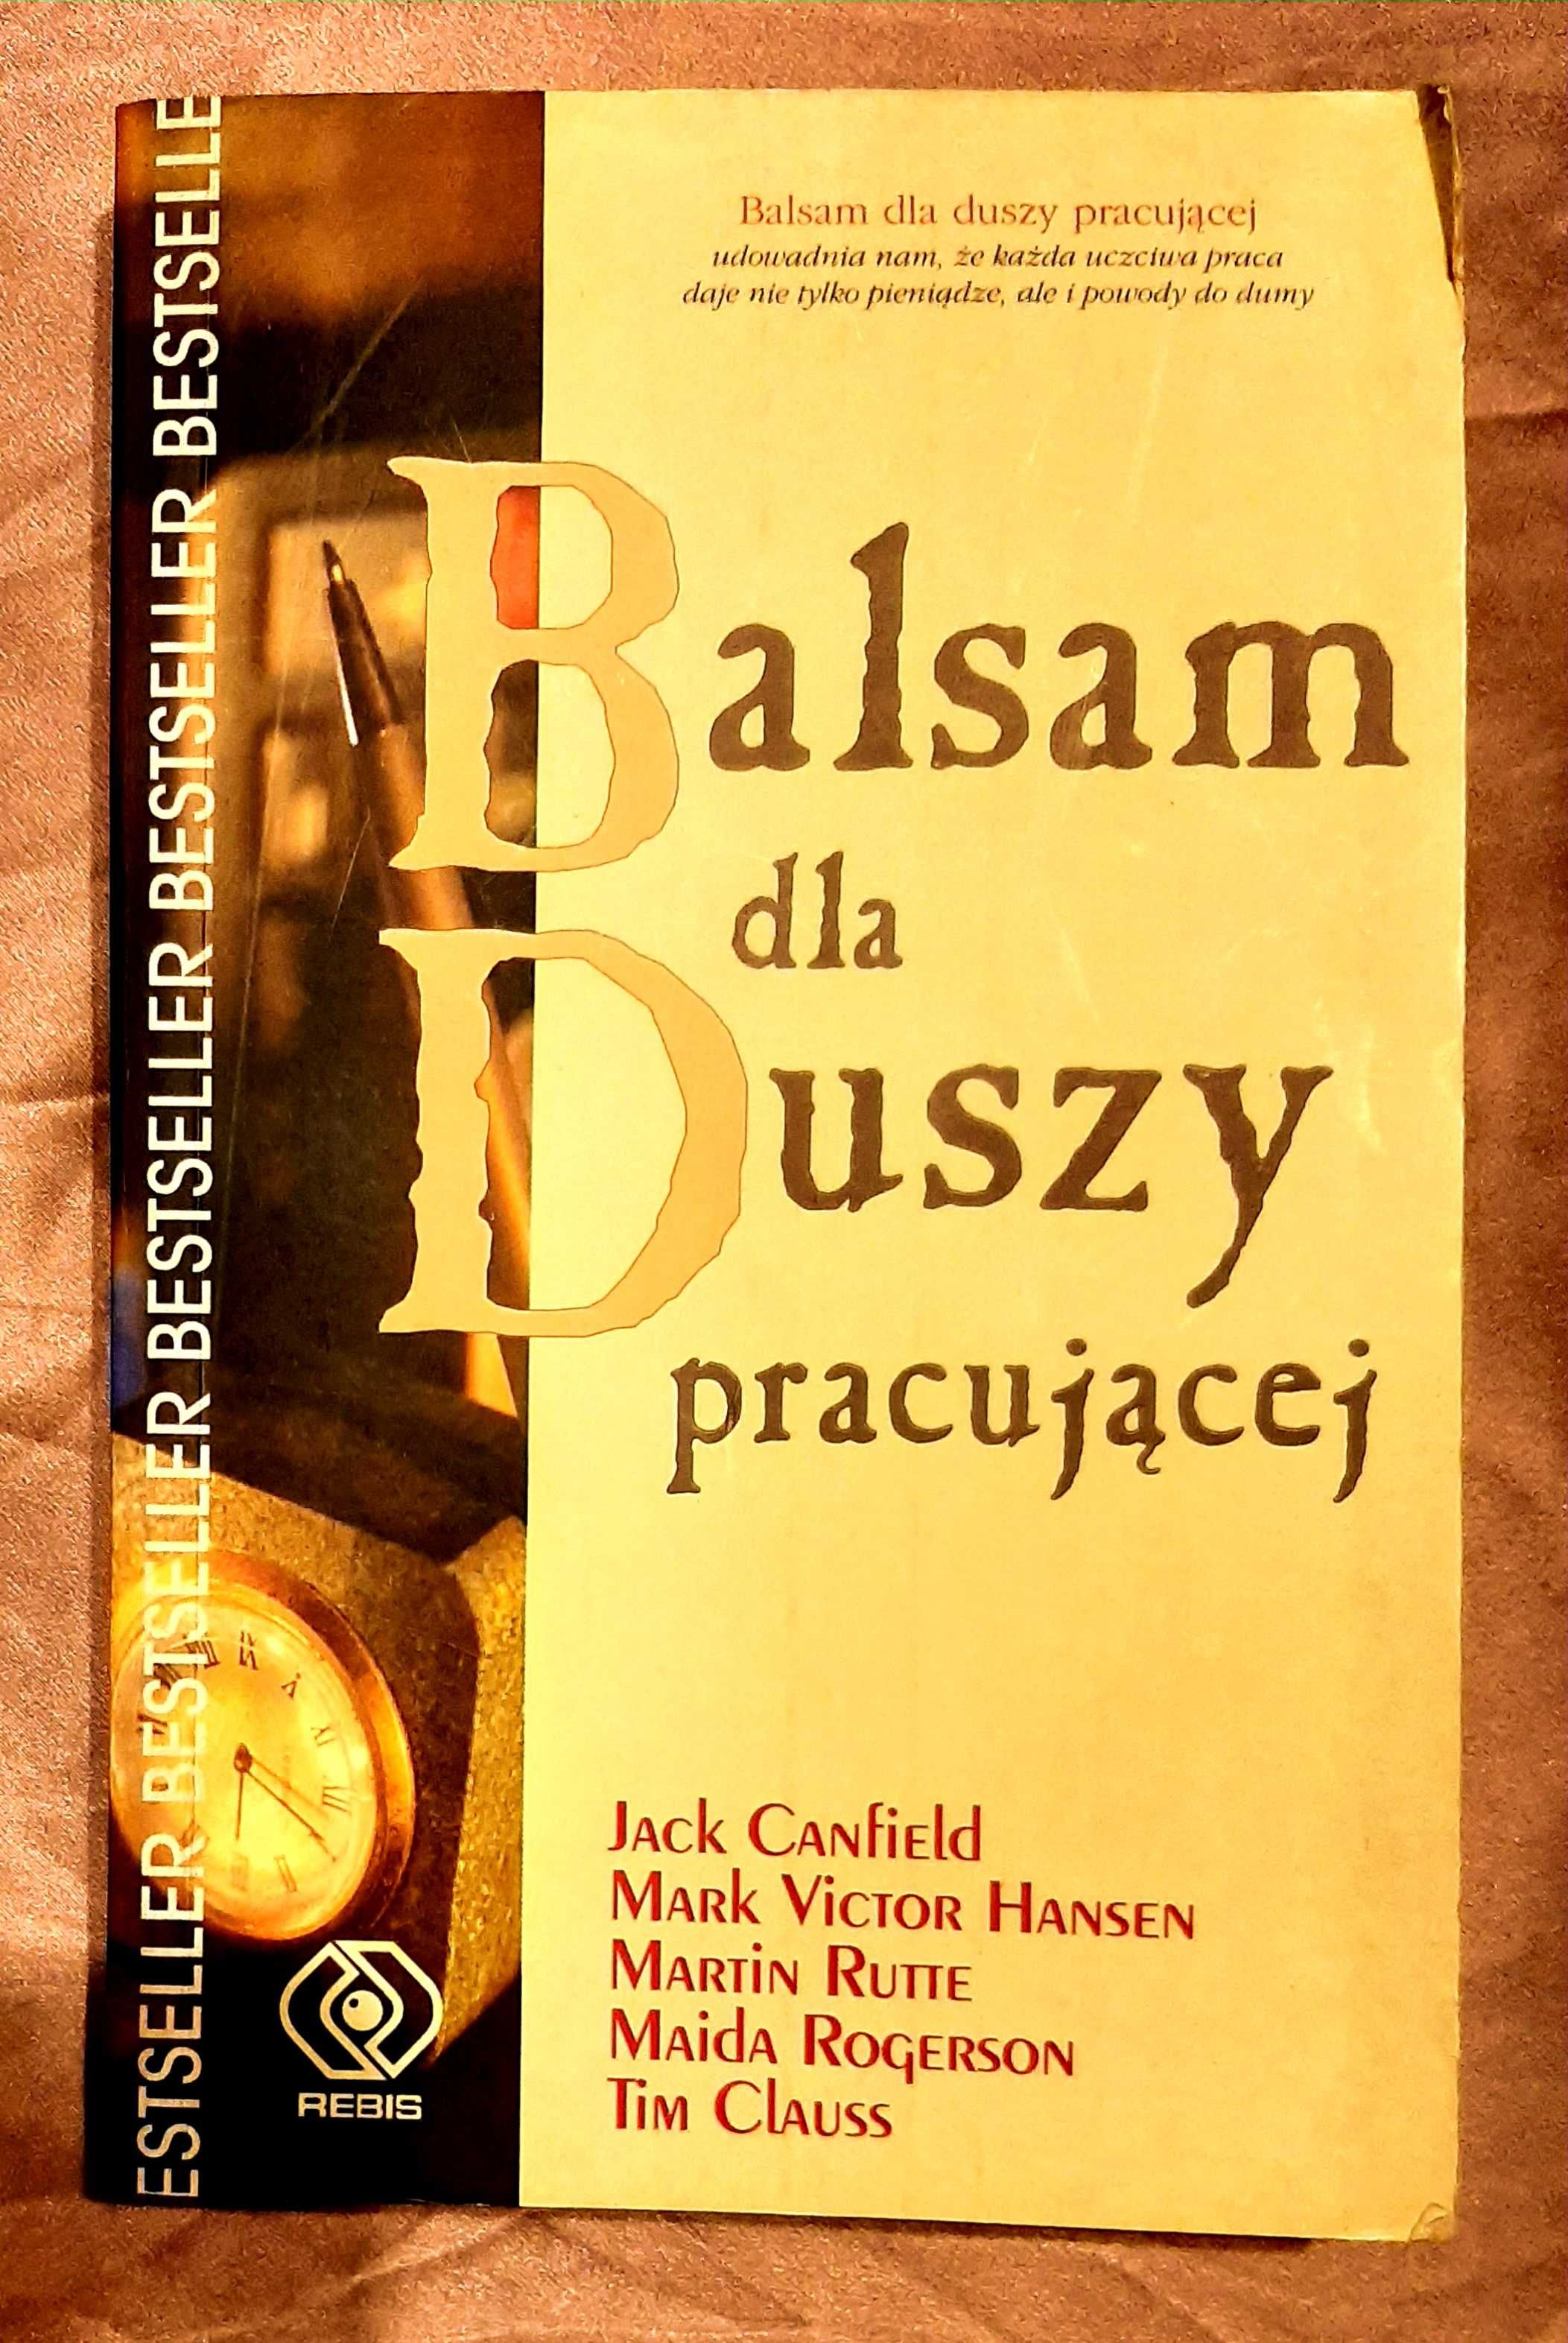 Balsam dla duszy pracującej
udowadnia nam, że każda uczciwa praca
daje nie tylko pieniądze, ale i powody do dumy
Balsam
dla
Duszy
pracującej
Jack Canfield
Mark Victor Hansen
Martin Rutte
Maida Rogerson
Tim Clauss
REBIS
ESTSELLER BESTSELLER BESTSELLER BESTSELLER BESTSELLER BESTSELLE